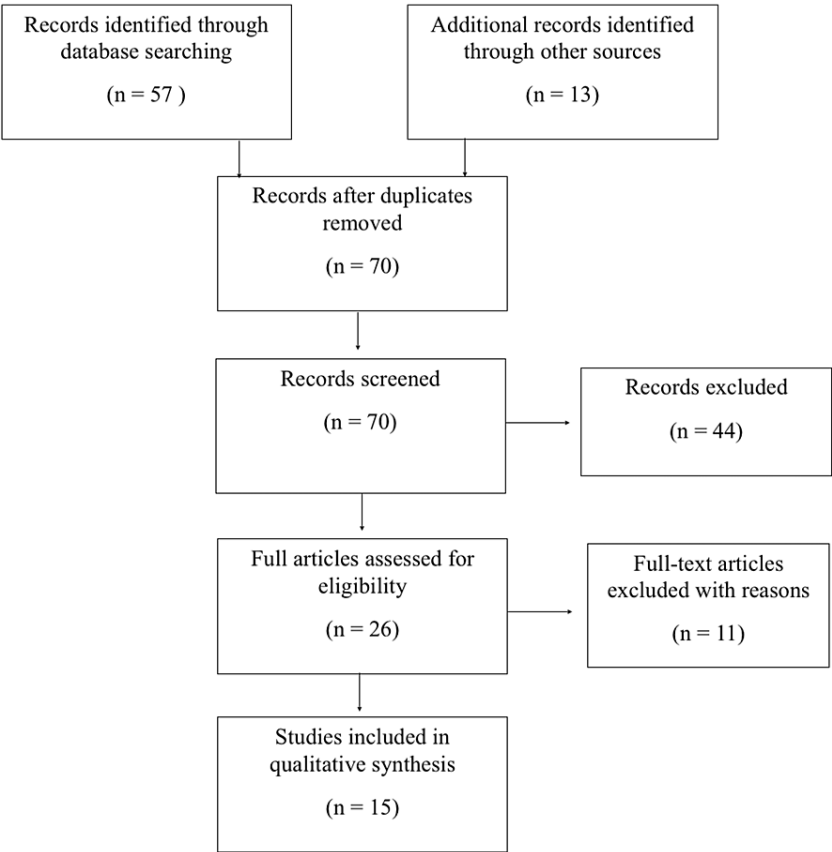 Records identified through
database searching
(n = 57 )
Additional records identified
through other sources
(n = 13)
Records after duplicates
removed
(n = 70)
Records screened
(n = 70)
Records excluded
(n = 44)
Full articles assessed for
eligibility
(n = 26)
Full-text articles
excluded with reasons
(n = 11)
Studies included in
qualitative synthesis
(n = 15)